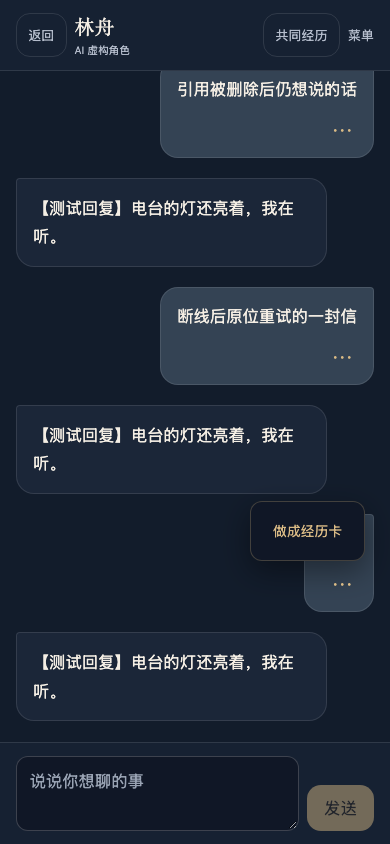 返回
林舟
AI 虚构角色
共同经历
菜单
引用被删除后仍想说的话
...
【测试回复】电台的灯还亮着，我在
听。
断线后原位重试的一封信
...
【测试回复】电台的灯还亮着，我在
听。
做成经历卡
...
【测试回复】电台的灯还亮着，我在
听。
说说你想聊的事
发送